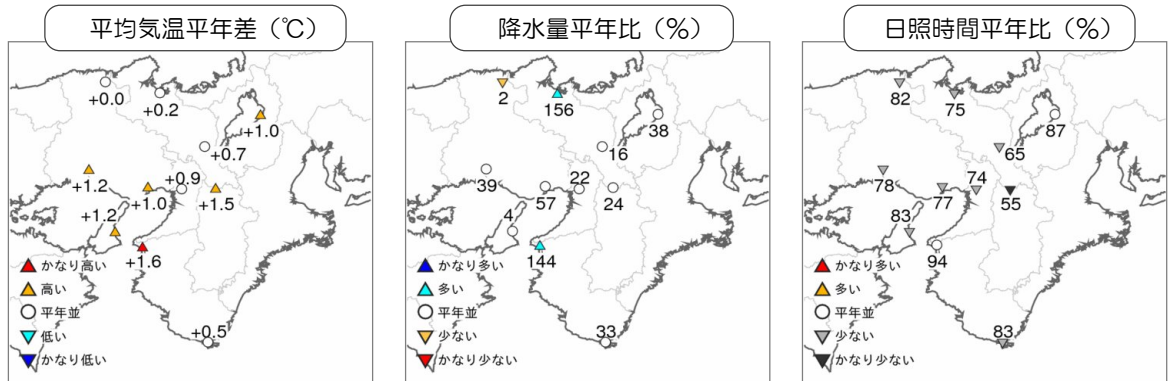 平均気温平年差（℃）
+0.0
+0.2
+1.0
+0.7
+1.2
+0.9
+1.0
+1.5
+1.2
+1.6
+0.5
かなり高い
高い
平年並
低い
かなり低い
降水量平年比（%）
2
156
38
16
39
22
57
24
4
144
33
かなり多い
多い
平年並
少ない
かなり少ない
日照時間平年比（%）
82
75
87
65
78
74
77
55
83
94
83
かなり多い
多い
平年並
少ない
かなり少ない